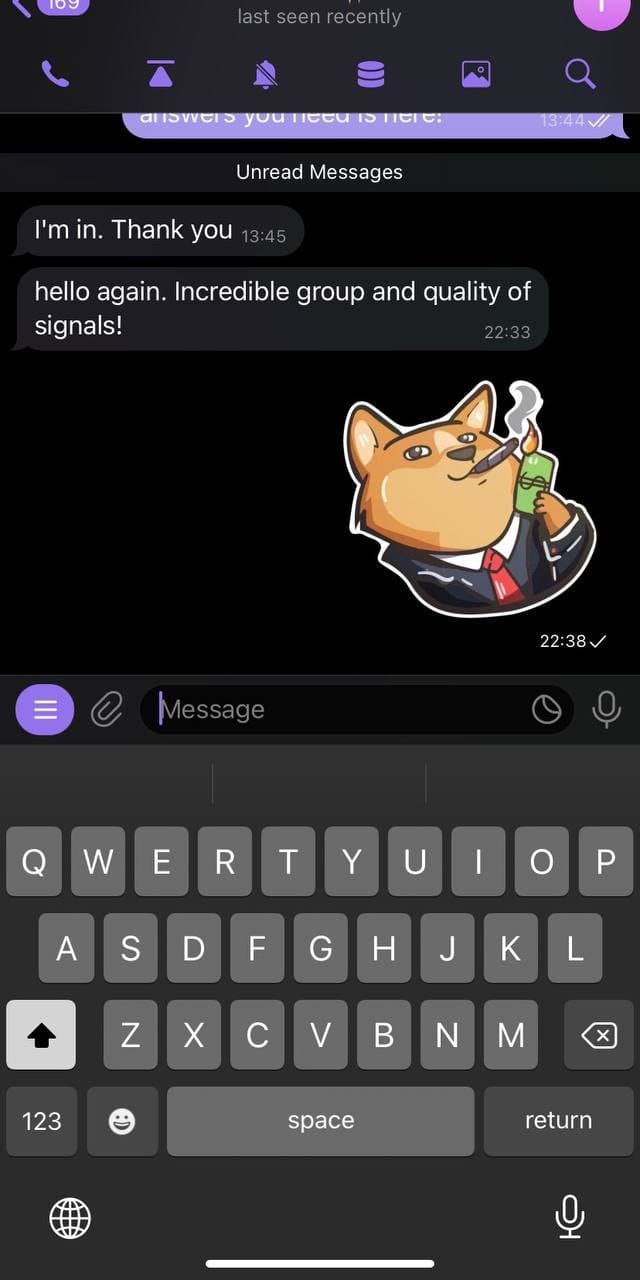 169
last seen recently
answers you need is here!
13:44
Unread Messages
I'm in. Thank you 13:45
hello again. Incredible group and quality of
signals!
22:33
22:38
Message
Q W E R T Y U I O P
A S D F G H J K L
Z X C V B N M
123 space return